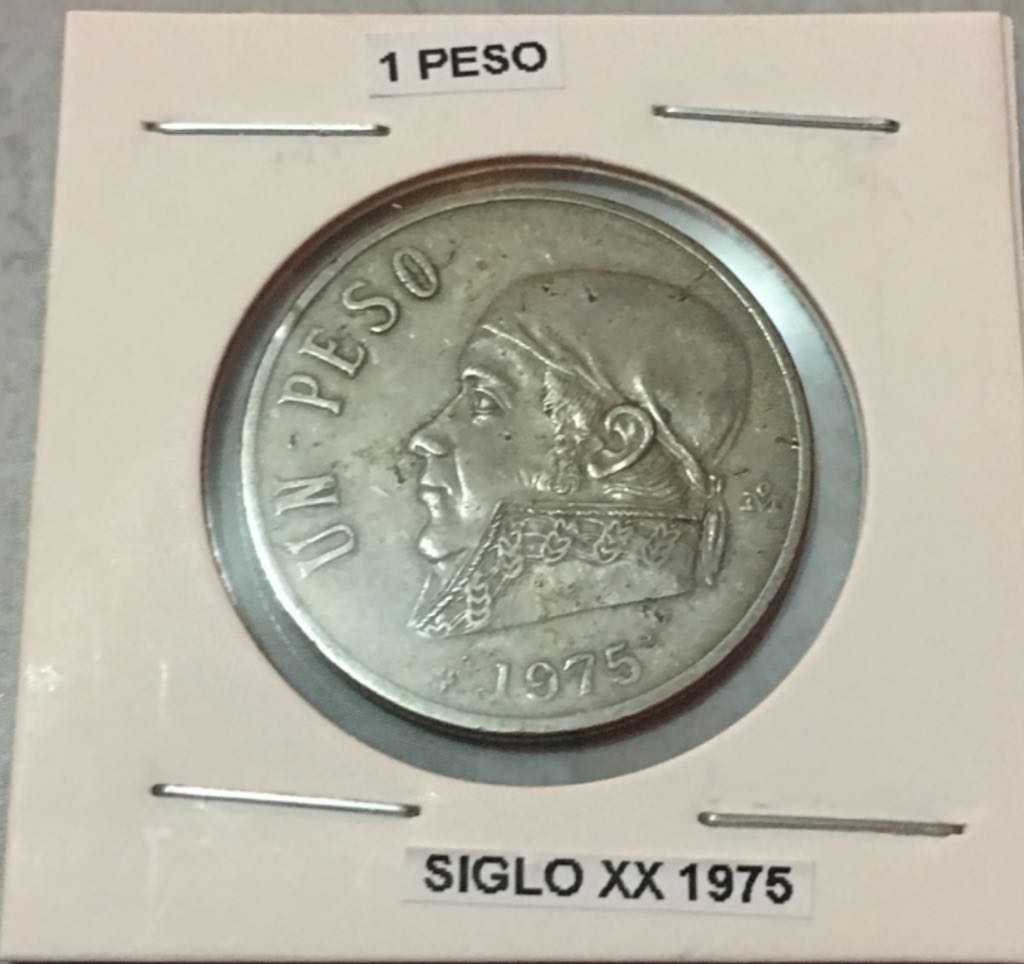 1 PESO
UN PESO
1975
SIGLO XX 1975